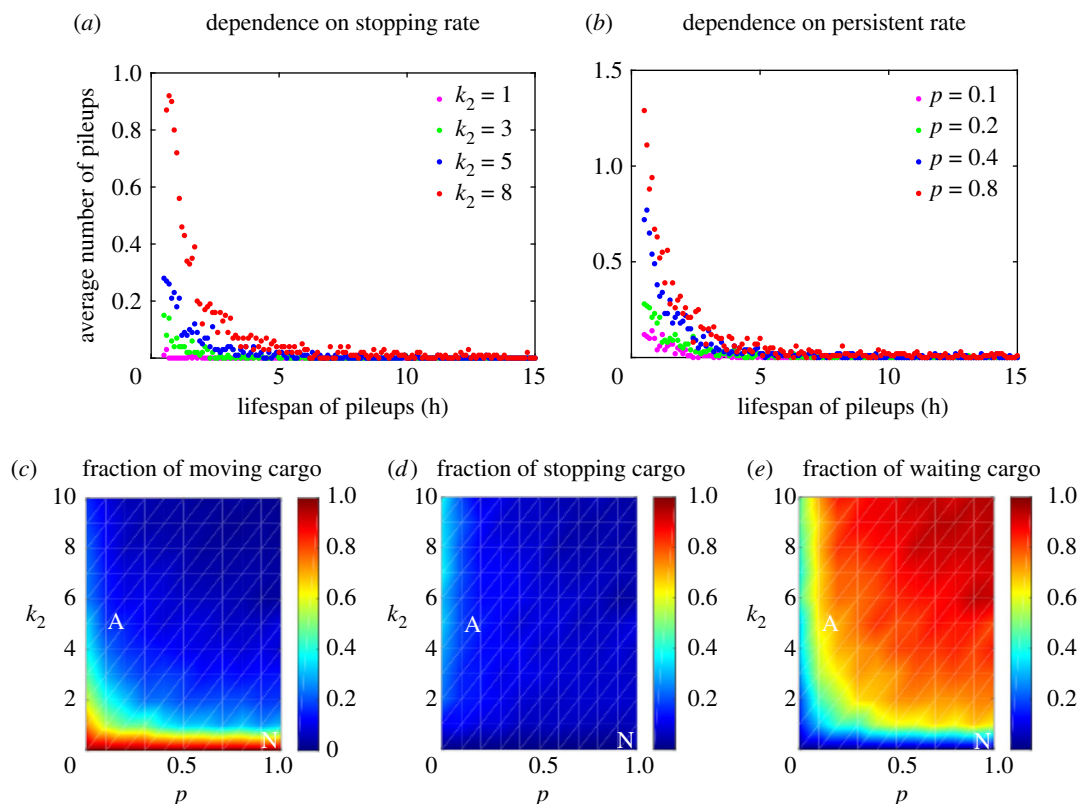 (a) dependence on stopping rate
1.0
0.8
0.6
0.4
0.2
0
5
10
15
average number of pileups
lifespan of pileups (h)
k2 = 1
k2 = 3
k2 = 5
k2 = 8
(b) dependence on persistent rate
1.5
1.0
0.5
0
5
10
15
lifespan of pileups (h)
p = 0.1
p = 0.2
p = 0.4
p = 0.8
(c) fraction of moving cargo
10
8
6
4
2
0
0.5
1.0
k2
p
A
N
1.0
0.8
0.6
0.4
0.2
0
(d) fraction of stopping cargo
10
8
6
4
2
0
0.5
1.0
k2
p
A
N
1.0
0.8
0.6
0.4
0.2
(e) fraction of waiting cargo
10
8
6
4
2
0
0.5
1.0
k2
p
A
N
1.0
0.8
0.6
0.4
0.2